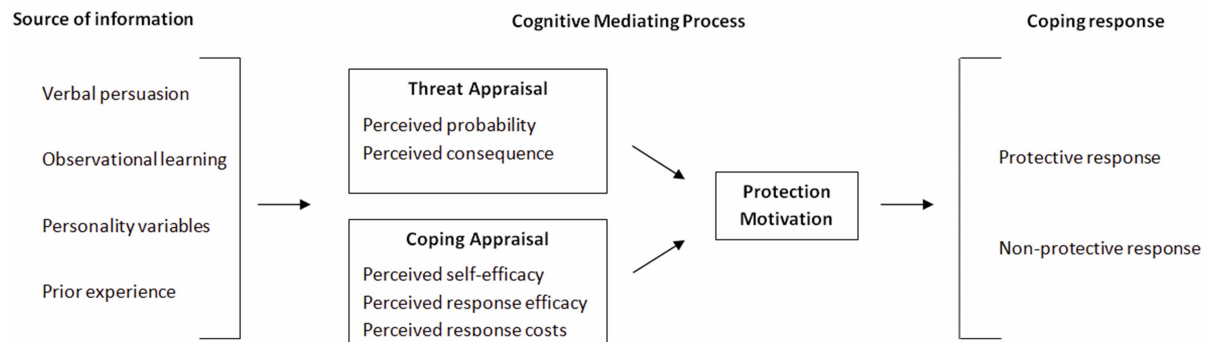 Source of information
Cognitive Mediating Process
Coping response
Verbal persuasion
Observational learning
Personality variables
Prior experience
Threat Appraisal
Perceived probability
Perceived consequence
Coping Appraisal
Perceived self-efficacy
Perceived response efficacy
Perceived response costs
Protection
Motivation
Protective response
Non-protective response